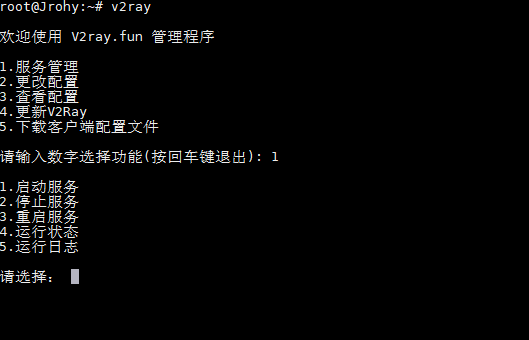 root@Jrohy:~# v2ray
欢迎使用 V2ray.fun 管理程序
1.服务管理
2.更改配置
3.查看配置
4.更新V2Ray
5.下载客户端配置文件
请输入数字选择功能(按回车键退出): 1
1.启动服务
2.停止服务
3.重启服务
4.运行状态
5.运行日志
请选择：